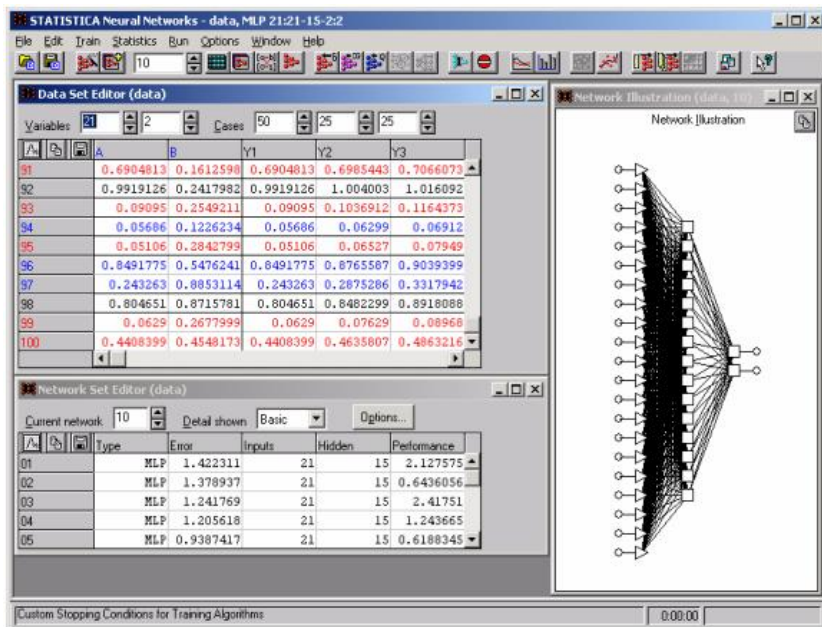 STATISTICA Neural Networks - data, MLP 21:21-15-2:2
File Edit Train Statistics Run Options Window Help
10
Data Set Editor (data)
Variables 21 2 Cases 50 25 25
A B Y1 Y2 Y3
91 0.6904813 0.1612598 0.6904813 0.6985443 0.7066073
92 0.9919126 0.2417982 0.9919126 1.004003 1.016092
93 0.09095 0.2549211 0.09095 0.1036912 0.1164373
94 0.05686 0.1226234 0.05686 0.06299 0.06912
95 0.05106 0.2842799 0.05106 0.06527 0.07949
96 0.8491775 0.5476241 0.8491775 0.8765587 0.9039399
97 0.243263 0.8853114 0.243263 0.2875286 0.3317942
98 0.804651 0.8715781 0.804651 0.8482299 0.8918088
99 0.0629 0.2677999 0.0629 0.07629 0.08968
100 0.4408399 0.4548173 0.4408399 0.4635807 0.4863216
Network Set Editor (data)
Current network 10 Detail shown Basic Options...
Type Error Inputs Hidden Performance
01 MLP 1.422311 21 15 2.127575
02 MLP 1.378937 21 15 0.6436056
03 MLP 1.241769 21 15 2.41751
04 MLP 1.205618 21 15 1.243665
05 MLP 0.9387417 21 15 0.6188345
Network Illustration (data, 10)
Network Illustration
Custom Stopping Conditions for Training Algorithms 0:00:00